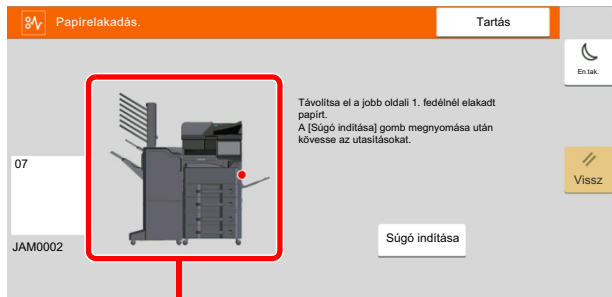 Papírelakadás.
Tartás
En.tak.
Távolítsa el a jobb oldali 1. fedélnél elakadt
papírt.
A [Súgó indítása] gomb megnyomása után
kövesse az utasításokat.
07
Vissz
JAM0002
Súgó indítása